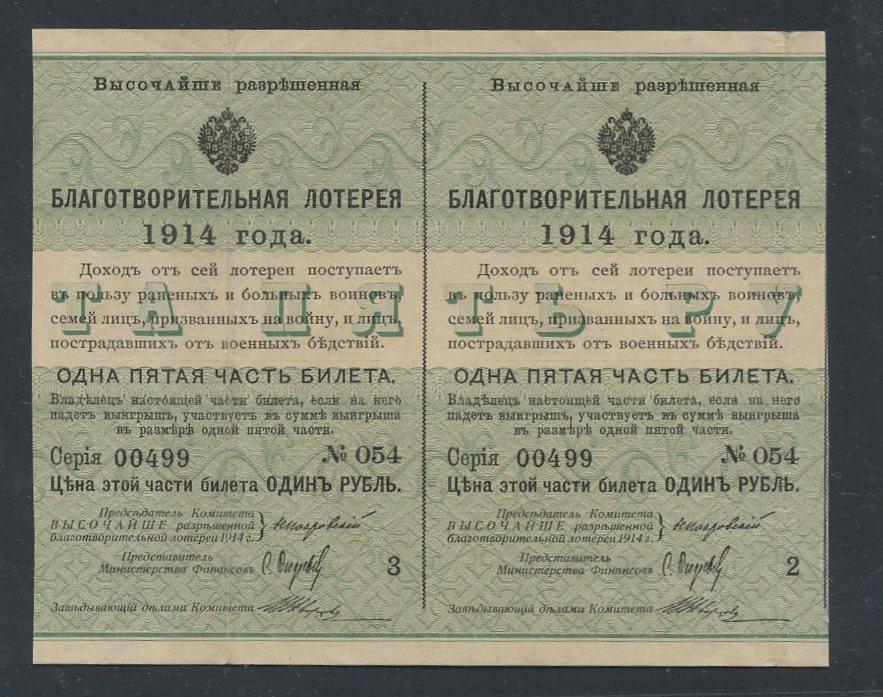 Высочайше разрѣшенная
БЛАГОТВОРИТЕЛЬНАЯ ЛОТЕРЕЯ
1914 года.
Доходъ отъ сей лотереи поступаетъ
въ пользу раненыхъ и больныхъ воиновъ,
семей лицъ, призванныхъ на войну, и лицъ,
пострадавшихъ отъ военныхъ бѣдствій.
ТА ПЯ
ОДНА ПЯТАЯ ЧАСТЬ БИЛЕТА.
Владѣлецъ настоящей части билета, если на него
падетъ выигрышъ, участвуетъ въ суммѣ выигрыша
въ размѣрѣ одной пятой части.
Серія 00499 № 054
Цѣна этой части билета ОДИНЪ РУБЛЬ.
Предсѣдатель Комитета
ВЫСОЧАЙШЕ разрѣшенной
благотворительной лотереи 1914 г.
Представитель
Министерства Финансовъ
3
Завѣдывающій дѣлами Комитета
Высочайше разрѣшенная
БЛАГОТВОРИТЕЛЬНАЯ ЛОТЕРЕЯ
1914 года.
Доходъ отъ сей лотереи поступаетъ
въ пользу раненыхъ и больныхъ воиновъ,
семей лицъ, призванныхъ на войну, и лицъ,
пострадавшихъ отъ военныхъ бѣдствій.
ТЬ РУ
ОДНА ПЯТАЯ ЧАСТЬ БИЛЕТА.
Владѣлецъ настоящей части билета, если на него
падетъ выигрышъ, участвуетъ въ суммѣ выигрыша
въ размѣрѣ одной пятой части.
Серія 00499 № 054
Цѣна этой части билета ОДИНЪ РУБЛЬ.
Предсѣдатель Комитета
ВЫСОЧАЙШЕ разрѣшенной
благотворительной лотереи 1914 г.
Представитель
Министерства Финансовъ
2
Завѣдывающій дѣлами Комитета